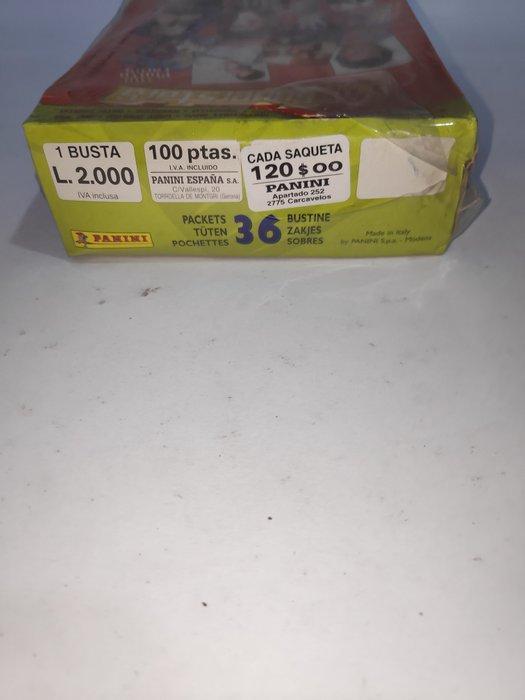 1 BUSTA
L. 2.000
IVA inclusa
100 ptas.
I.V.A. INCLUIDO
PANINI ESPAÑA S.A.
C/Vallespí, 20
TORROELLA DE MONTGRI (Gerona)
CADA SAQUETA
120 $ 00
PANINI
Apartado 252
2775 Carcavelos
PANINI
PACKETS
TÜTEN
POCHETTES
36
BUSTINE
ZAKJES
SOBRES
Made in Italy
by PANINI S.p.a. - Modena